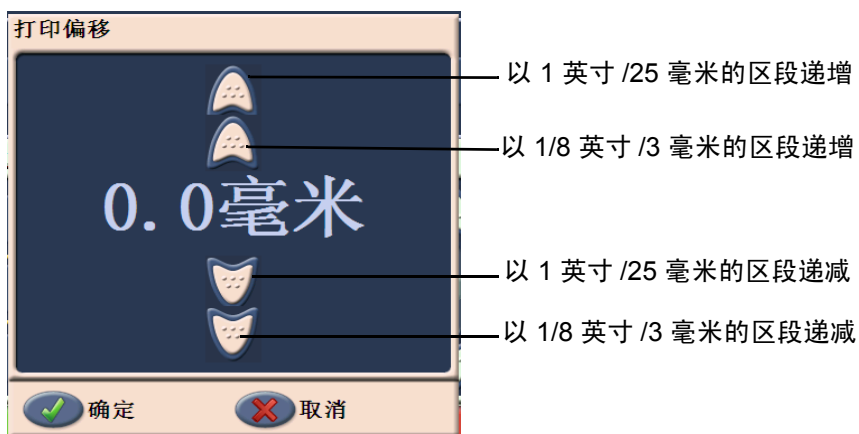 打印偏移
以 1 英寸 /25 毫米的区段递增
以 1/8 英寸 /3 毫米的区段递增
0.0毫米
以 1 英寸 /25 毫米的区段递减
以 1/8 英寸 /3 毫米的区段递减
确定
取消